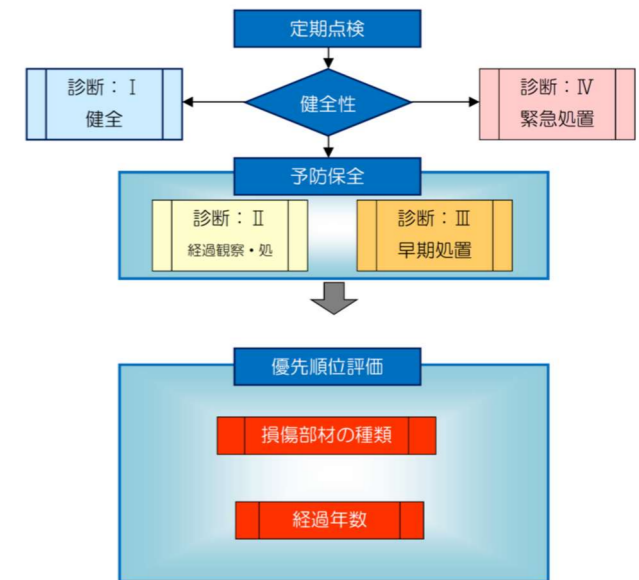 定期点検
健全性
診断：Ⅰ
健全
診断：Ⅳ
緊急処置
予防保全
診断：Ⅱ
経過観察・処
診断：Ⅲ
早期処置
優先順位評価
損傷部材の種類
経過年数